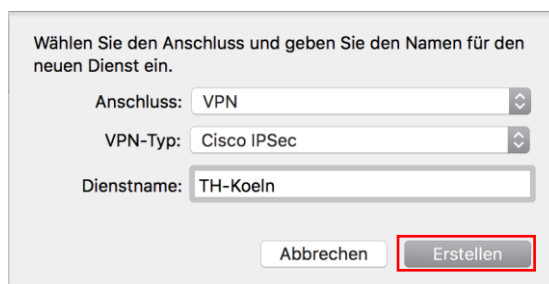 Wählen Sie den Anschluss und geben Sie den Namen für den
neuen Dienst ein.
Anschluss: VPN
VPN-Typ: Cisco IPSec
Dienstname: TH-Koeln
Abbrechen Erstellen